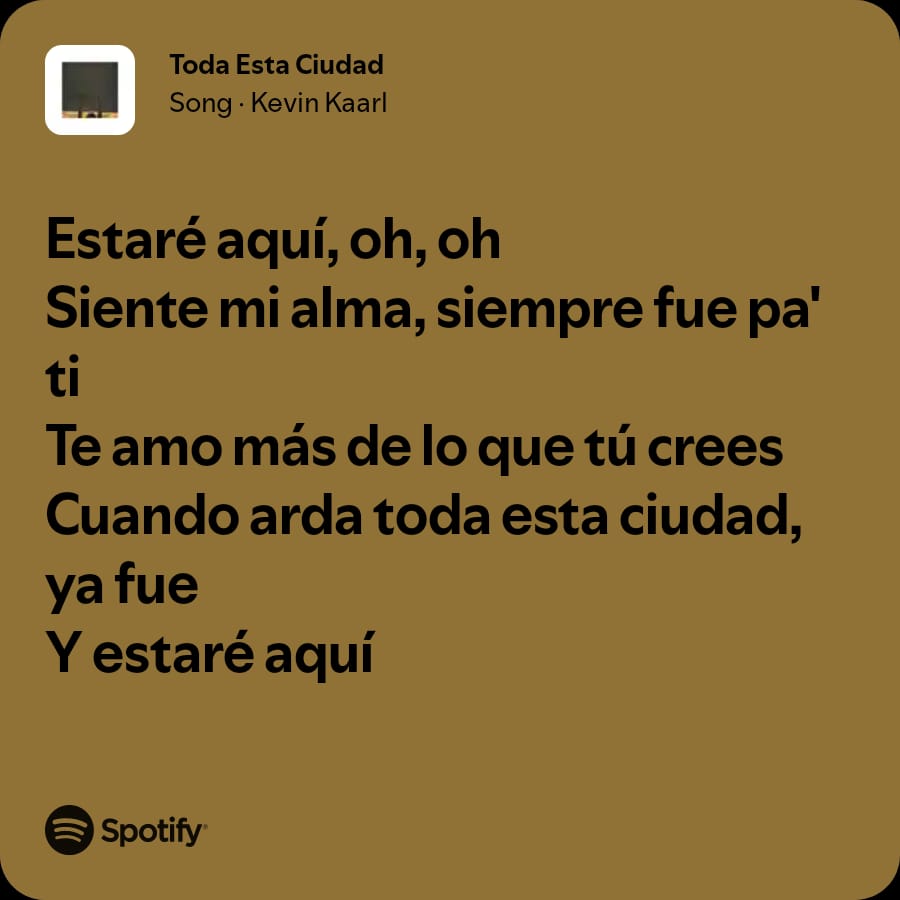 Toda Esta Ciudad
Song · Kevin Kaarl
Estaré aquí, oh, oh
Siente mi alma, siempre fue pa'
ti
Te amo más de lo que tú crees
Cuando arda toda esta ciudad,
ya fue
Y estaré aquí
Spotify®